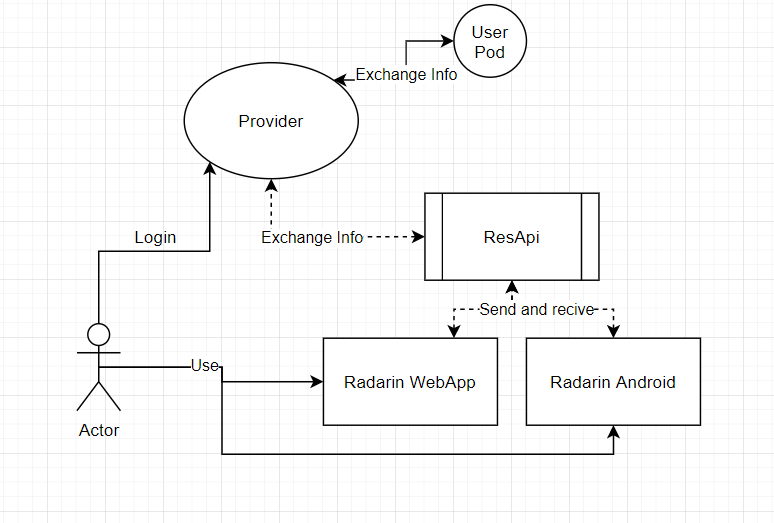 User
Pod
Exchange Info
Provider
Login
Exchange Info
ResApi
Send and recive
Use
Radarin WebApp
Radarin Android
Actor